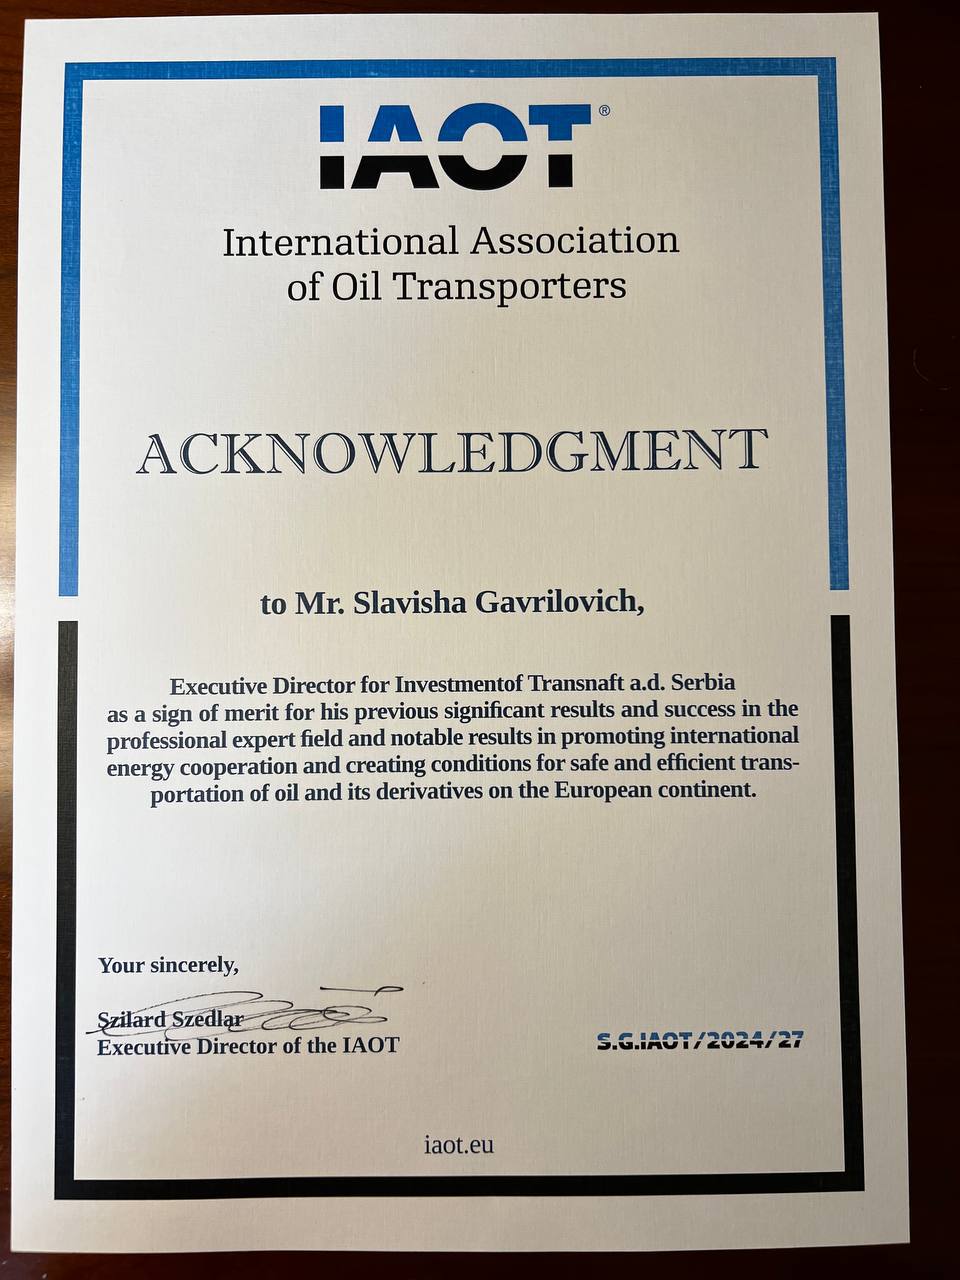 IAOT®
International Association
of Oil Transporters
ACKNOWLEDGMENT
to Mr. Slavisha Gavrilovich,
Executive Director for Investmentof Transnaft a.d. Serbia
as a sign of merit for his previous significant results and success in the
professional expert field and notable results in promoting international
energy cooperation and creating conditions for safe and efficient trans-
portation of oil and its derivatives on the European continent.
Your sincerely,
Szilard Szedlar
Executive Director of the IAOT
S.G.IAOT/2024/27
iaot.eu